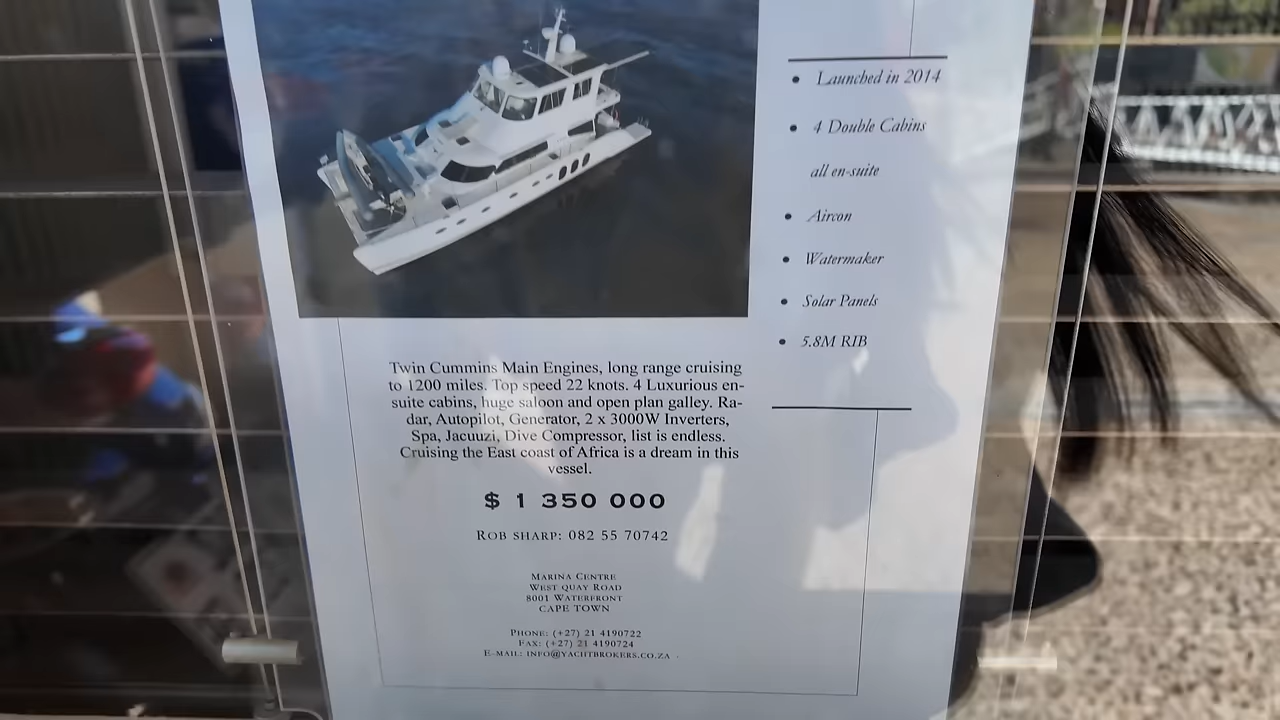 • Launched in 2014
• 4 Double Cabins
all en-suite
• Aircon
• Watermaker
• Solar Panels
• 5.8M RIB
Twin Cummins Main Engines, long range cruising
to 1200 miles. Top speed 22 knots. 4 Luxurious en-
suite cabins, huge saloon and open plan galley. Ra-
dar, Autopilot, Generator, 2 x 3000W Inverters,
Spa, Jacuuzi, Dive Compressor, list is endless.
Cruising the East coast of Africa is a dream in this
vessel.
$ 1 350 000
ROB SHARP: 082 55 70742
MARINA CENTRE
WEST QUAY ROAD
8001 WATERFRONT
CAPE TOWN
PHONE: (+27) 21 4190722
FAX: (+27) 21 4190724
E-MAIL: INFO@YACHTBROKERS.CO.ZA